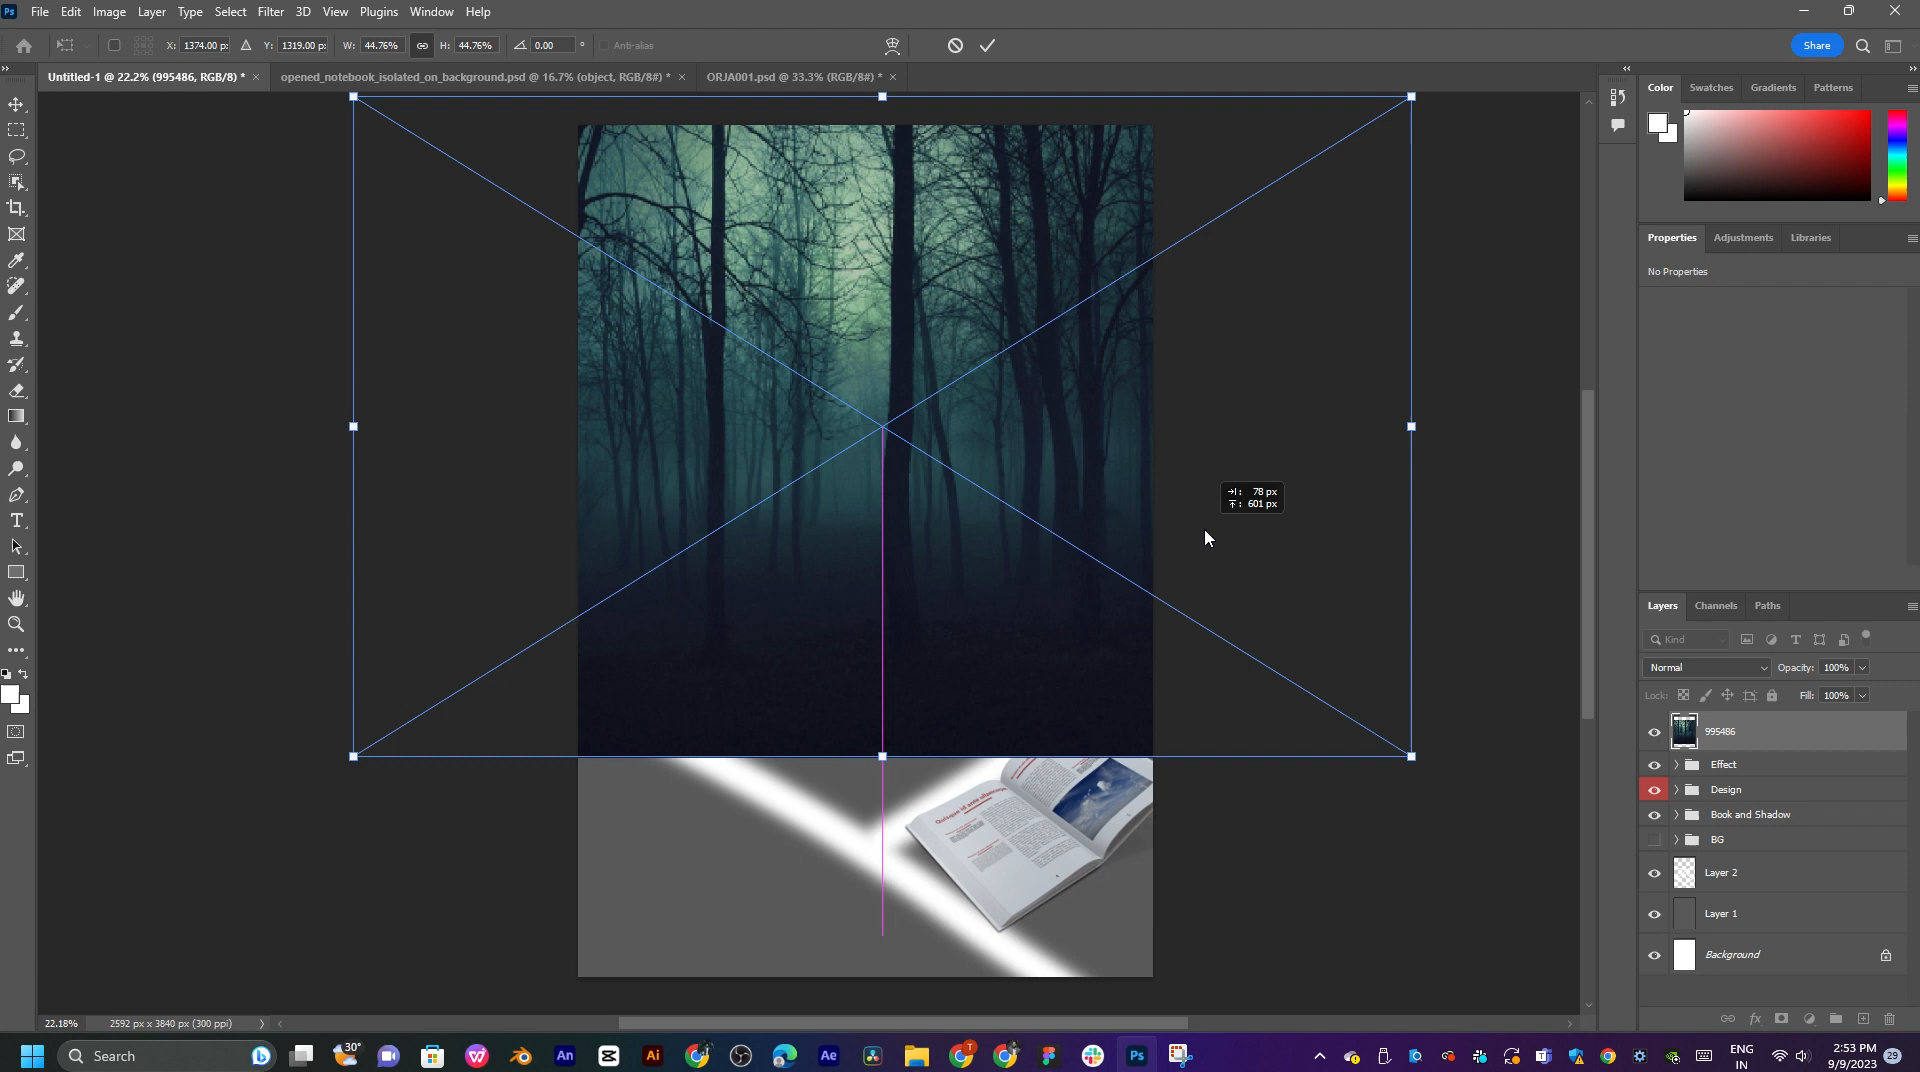 Ps File Edit Image Layer Type Select Filter 3D View Plugins Window Help
X: 1374.00 p Y: 1319.00 p W: 44.76% H: 44.76% 0.00 ° Anti-alias Share
Untitled-1 @ 22.2% (995486, RGB/8) * × opened_notebook_isolated_on_background.psd @ 16.7% (object, RGB/8#) * × ORJA001.psd @ 33.3% (RGB/8#) * ×
Color Swatches Gradients Patterns
Properties Adjustments Libraries
No Properties
: 78 px
: 601 px
Layers Channels Paths
Kind
Normal Opacity: 100%
Lock: Fill: 100%
995486
Effect
Design
Book and Shadow
BG
Layer 2
Layer 1
Background
22.18% 2592 px x 3840 px (300 ppi)
Search
30°
An
Ai
Ae
T
Ps
ENG
IN
2:53 PM
9/9/2023
29